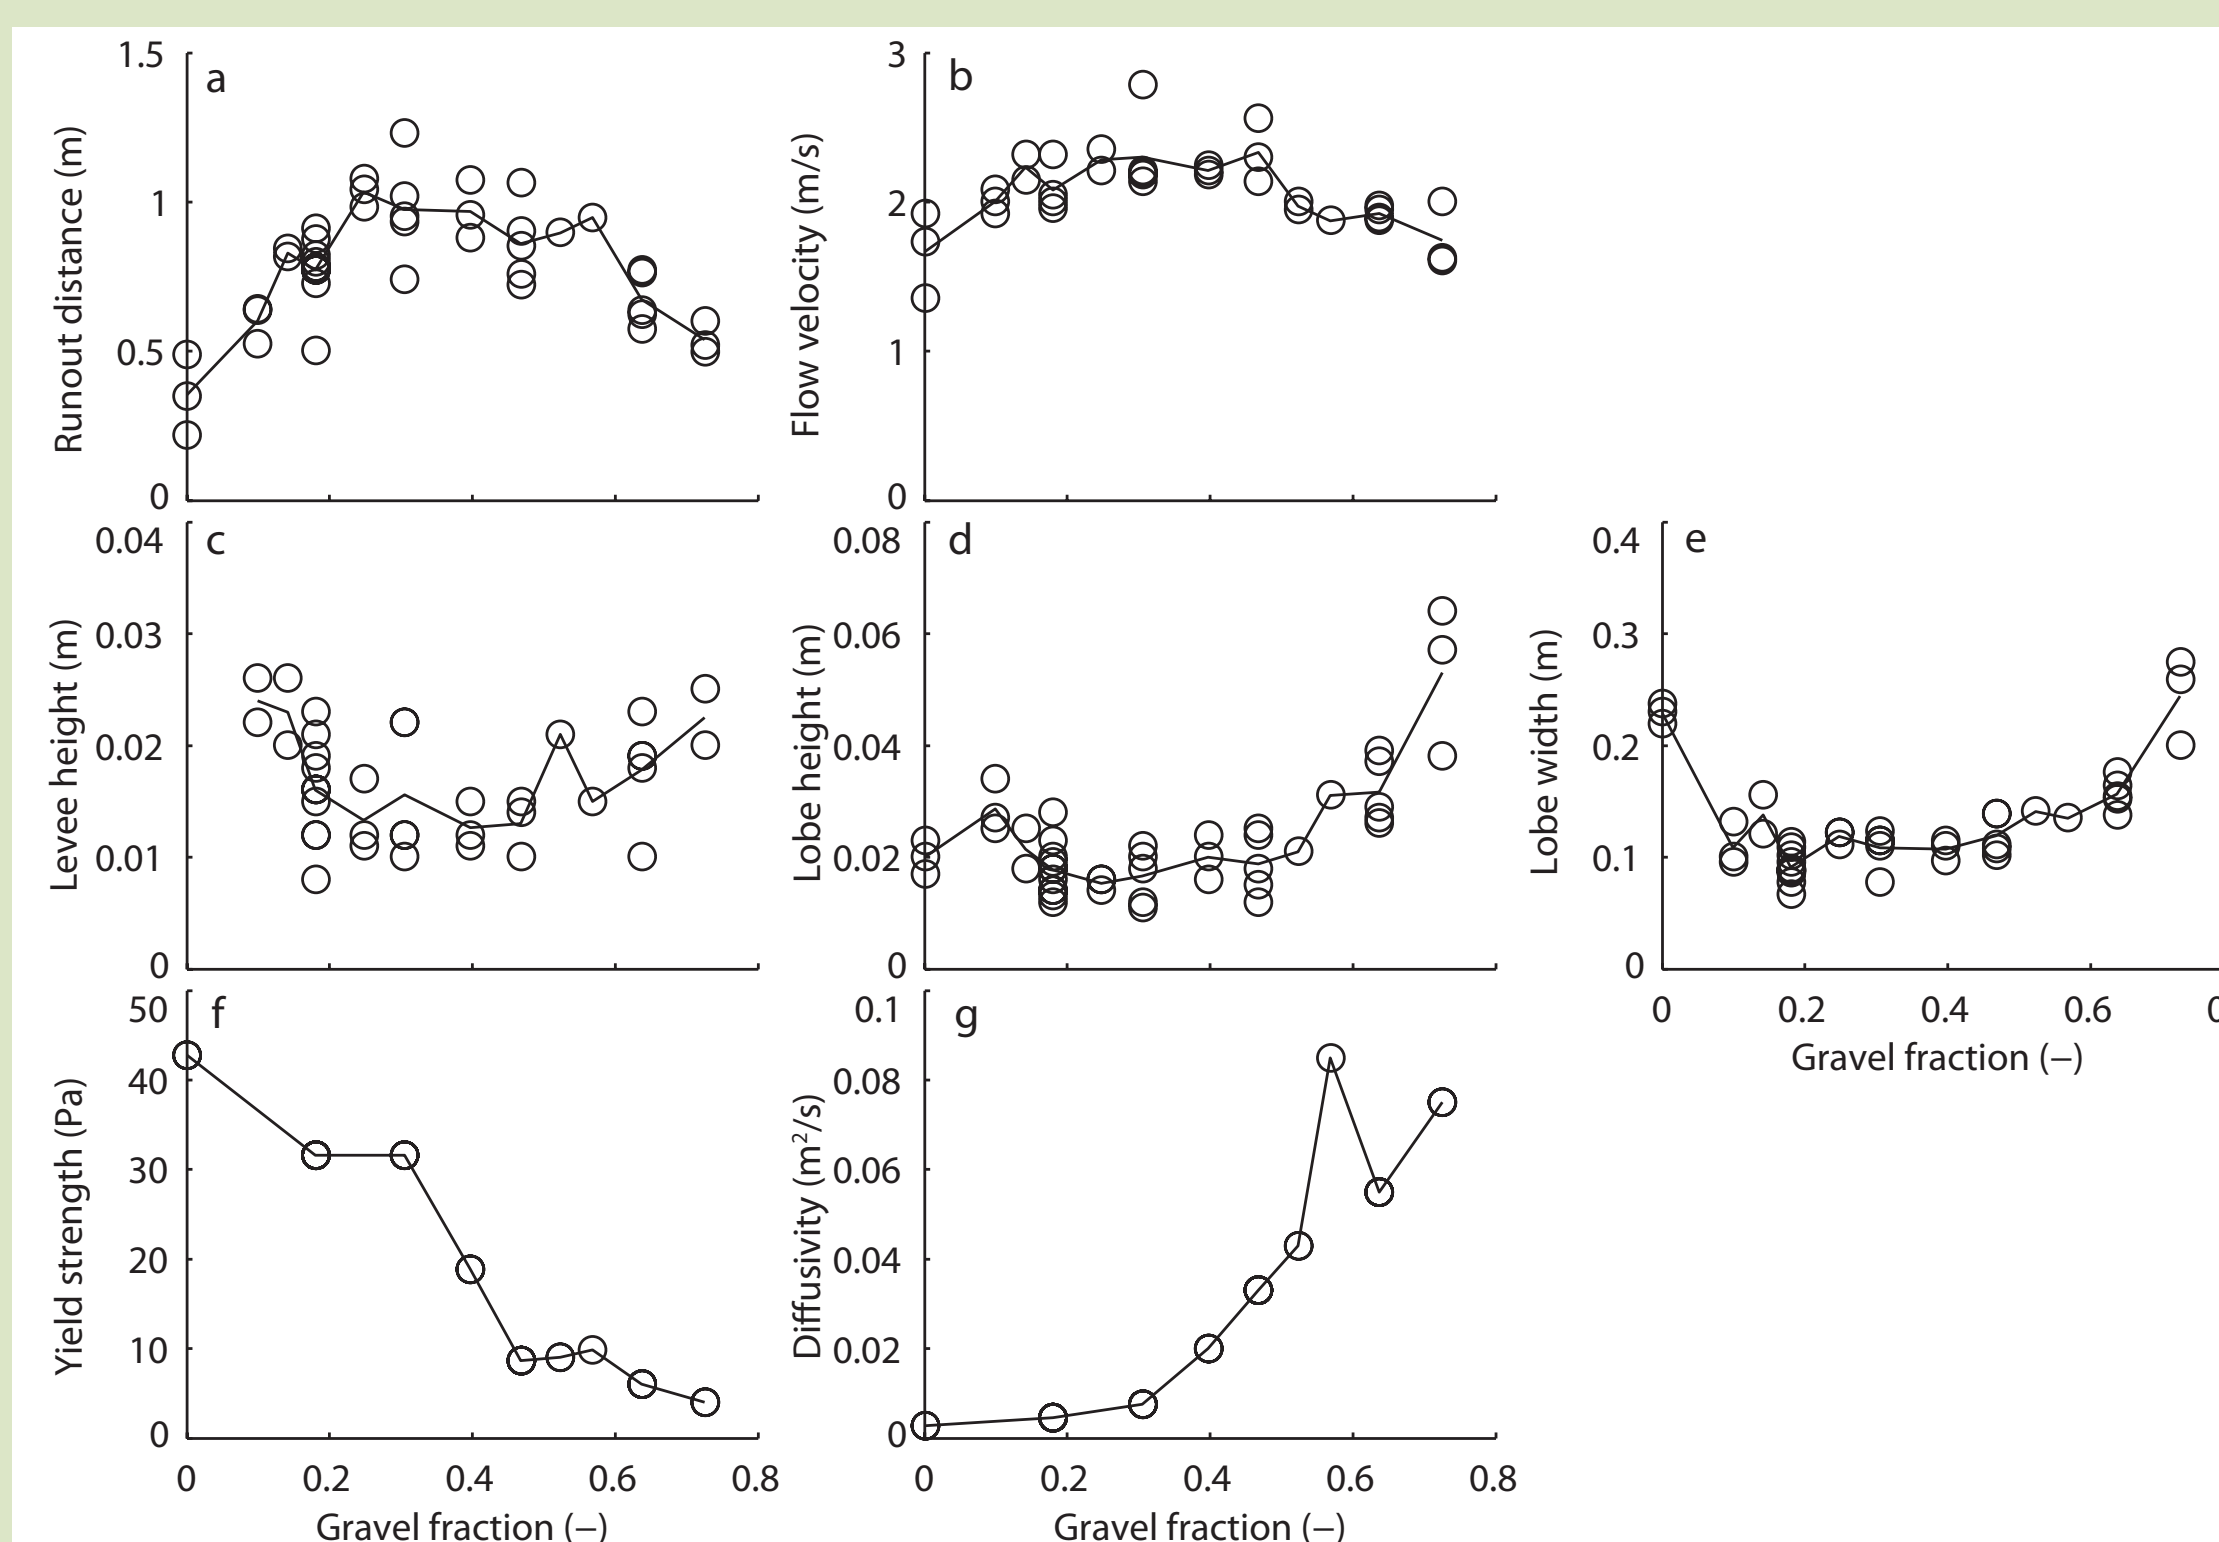 a
1.5
1
0.5
0
Runout distance (m)
b
3
2
1
0
Flow velocity (m/s)
c
0.04
0.03
0.02
0.01
0
Levee height (m)
d
0.08
0.06
0.04
0.02
0
Lobe height (m)
e
0.4
0.3
0.2
0.1
0
Lobe width (m)
0 0.2 0.4 0.6
Gravel fraction (–)
f
50
40
30
20
10
0
Yield strength (Pa)
0 0.2 0.4 0.6 0.8
Gravel fraction (–)
g
0.1
0.08
0.06
0.04
0.02
0
Diffusivity (m²/s)
0 0.2 0.4 0.6 0.8
Gravel fraction (–)